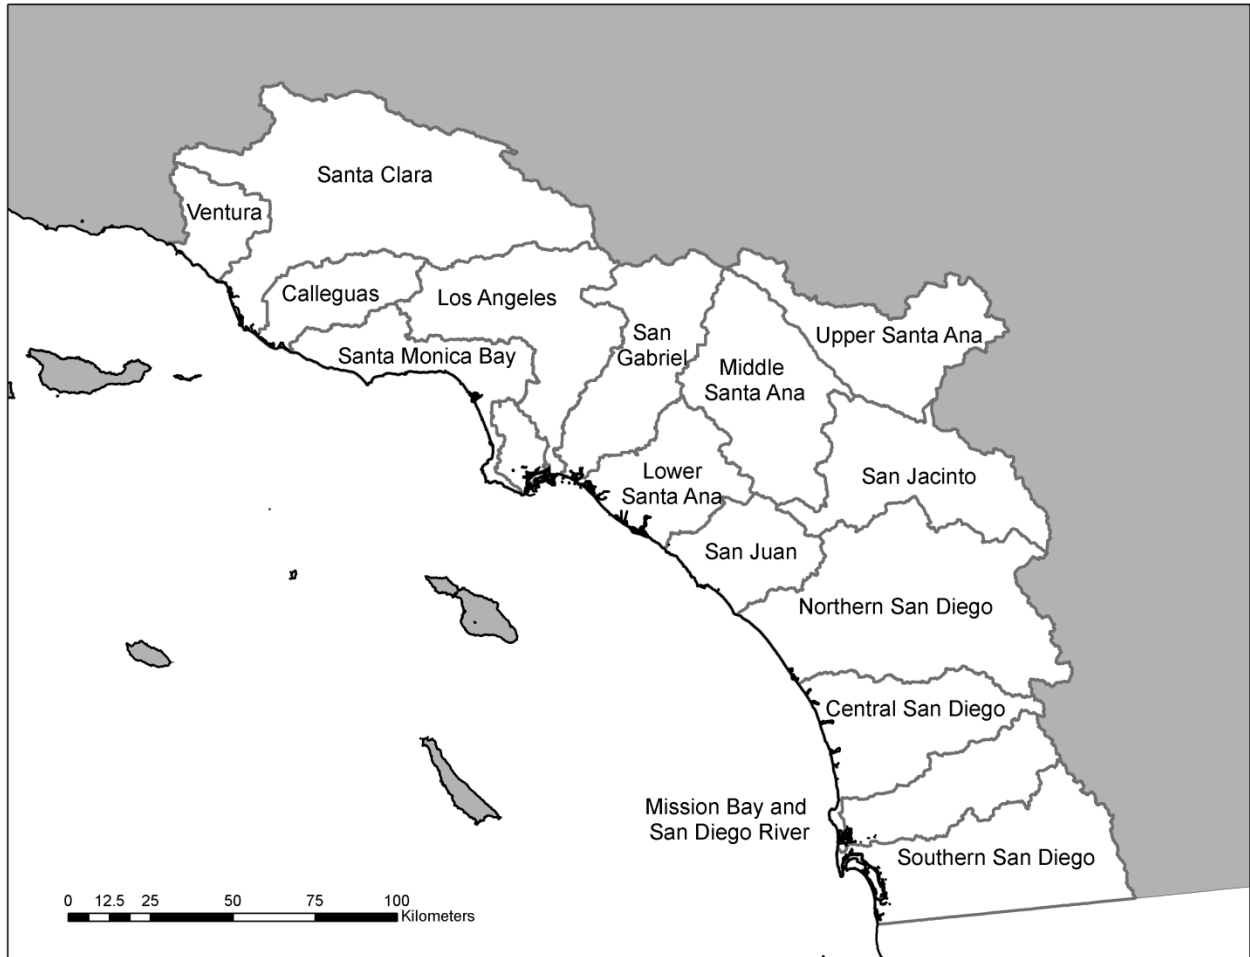 Santa Clara
Ventura
Calleguas
Los Angeles
San
Gabriel
Upper Santa Ana
Santa Monica Bay
Middle
Santa Ana
Lower
Santa Ana
San Jacinto
San Juan
Northern San Diego
Central San Diego
Mission Bay and
San Diego River
Southern San Diego
0 12.5 25 50 75 100
Kilometers